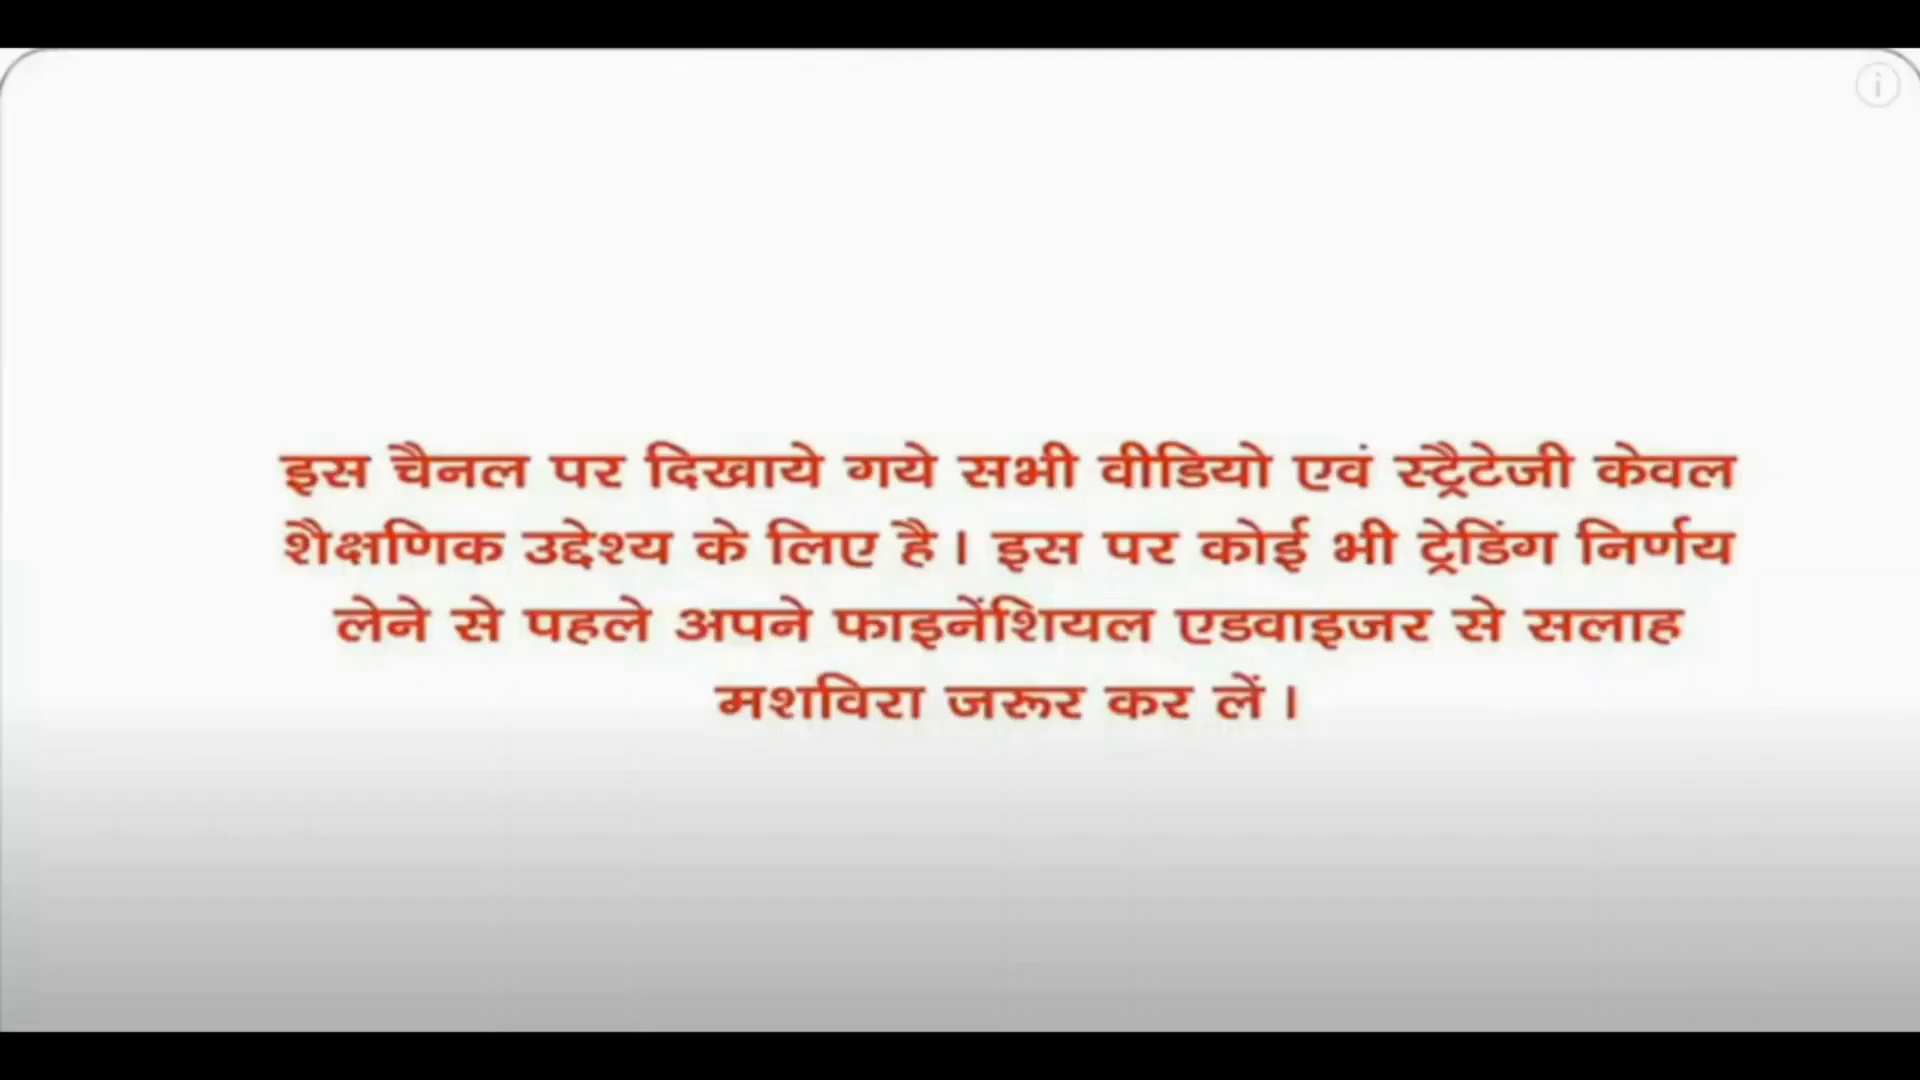 इस चैनल पर दिखाये गये सभी वीडियो एवं स्ट्रैटेजी केवल
शैक्षणिक उद्देश्य के लिए है। इस पर कोई भी ट्रेडिंग निर्णय
लेने से पहले अपने फाइनेंशियल एडवाइजर से सलाह
मशविरा जरूर कर लें।